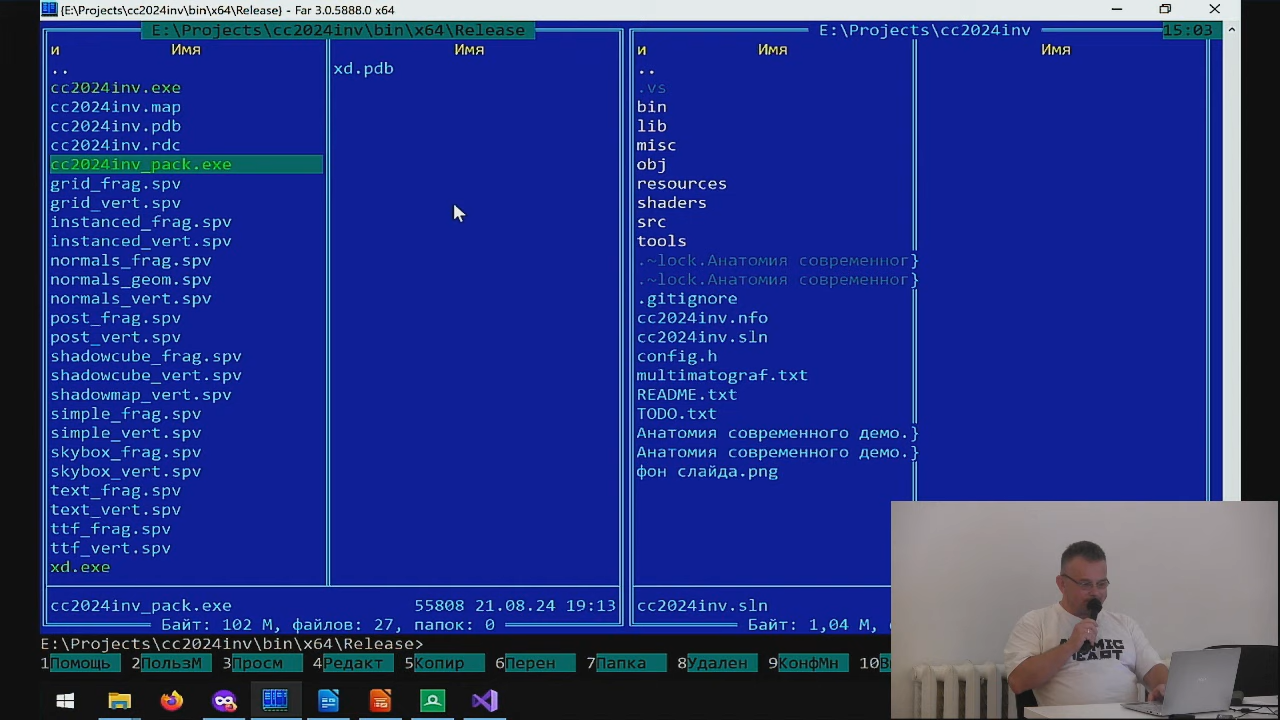 {E:\Projects\cc2024inv\bin\x64\Release} - Far 3.0.5888.0 x64
E:\Projects\cc2024inv\bin\x64\Release
и Имя Имя
..
cc2024inv.exe
cc2024inv.map
cc2024inv.pdb
cc2024inv.rdc
cc2024inv_pack.exe
grid_frag.spv
grid_vert.spv
instanced_frag.spv
instanced_vert.spv
normals_frag.spv
normals_geom.spv
normals_vert.spv
post_frag.spv
post_vert.spv
shadowcube_frag.spv
shadowcube_vert.spv
shadowmap_vert.spv
simple_frag.spv
simple_vert.spv
skybox_frag.spv
skybox_vert.spv
text_frag.spv
text_vert.spv
ttf_frag.spv
ttf_vert.spv
xd.exe
xd.pdb
cc2024inv_pack.exe 55808 21.08.24 19:13
Байт: 102 М, файлов: 27, папок: 0
E:\Projects\cc2024inv 15:03
и Имя Имя
..
.vs
bin
lib
misc
obj
resources
shaders
src
tools
.~lock.Анатомия современног}
.~lock.Анатомия современног}
.gitignore
cc2024inv.nfo
cc2024inv.sln
config.h
multimatograf.txt
README.txt
TODO.txt
Анатомия современного демо.}
Анатомия современного демо.}
фон слайда.png
cc2024inv.sln
Байт: 1,04 М,
E:\Projects\cc2024inv\bin\x64\Release>
1Помощь 2ПользМ 3Просм 4Редакт 5Копир 6Перен 7Папка 8Удален 9КонфМн 10
ATOMIC
HEART